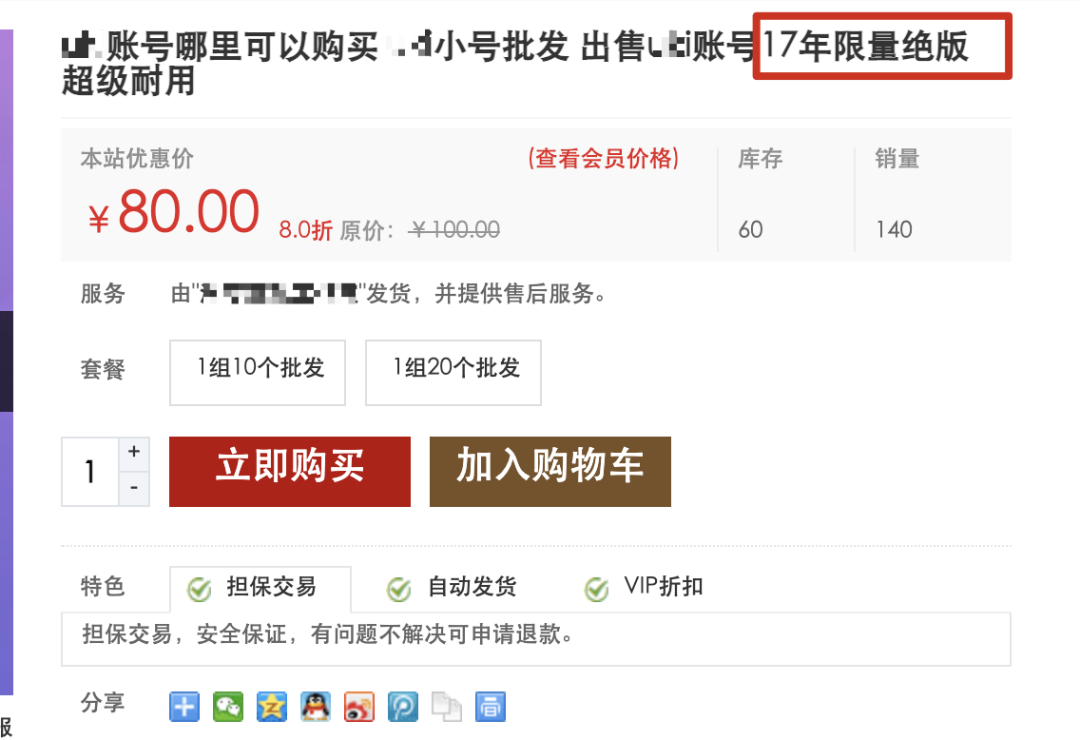 账号哪里可以购买 小号批发 出售账号17年限量绝版
超级耐用
本站优惠价 (查看会员价格) 库存 销量
¥80.00 8.0折 原价: ¥100.00 60 140
服务 由""发货，并提供售后服务。
套餐 1组10个批发 1组20个批发
1 + - 立即购买 加入购物车
特色 担保交易 自动发货 VIP折扣
担保交易，安全保证，有问题不解决可申请退款。
分享
服